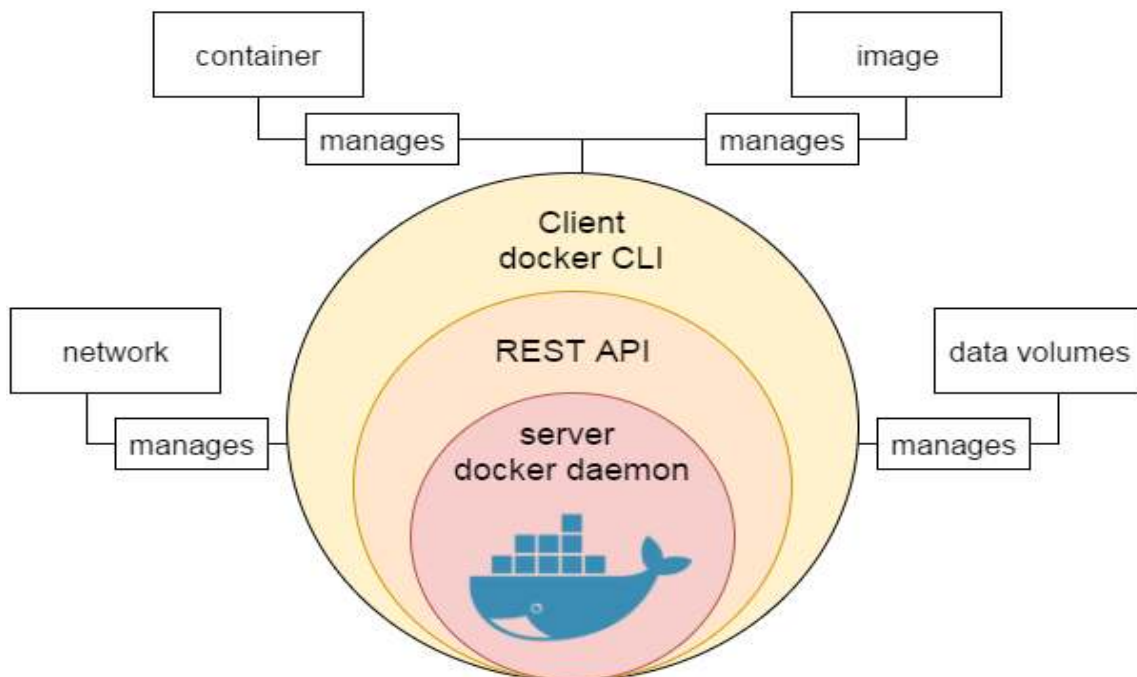 container
image
manages
manages
Client
docker CLI
REST API
network
data volumes
server
docker daemon
manages
manages